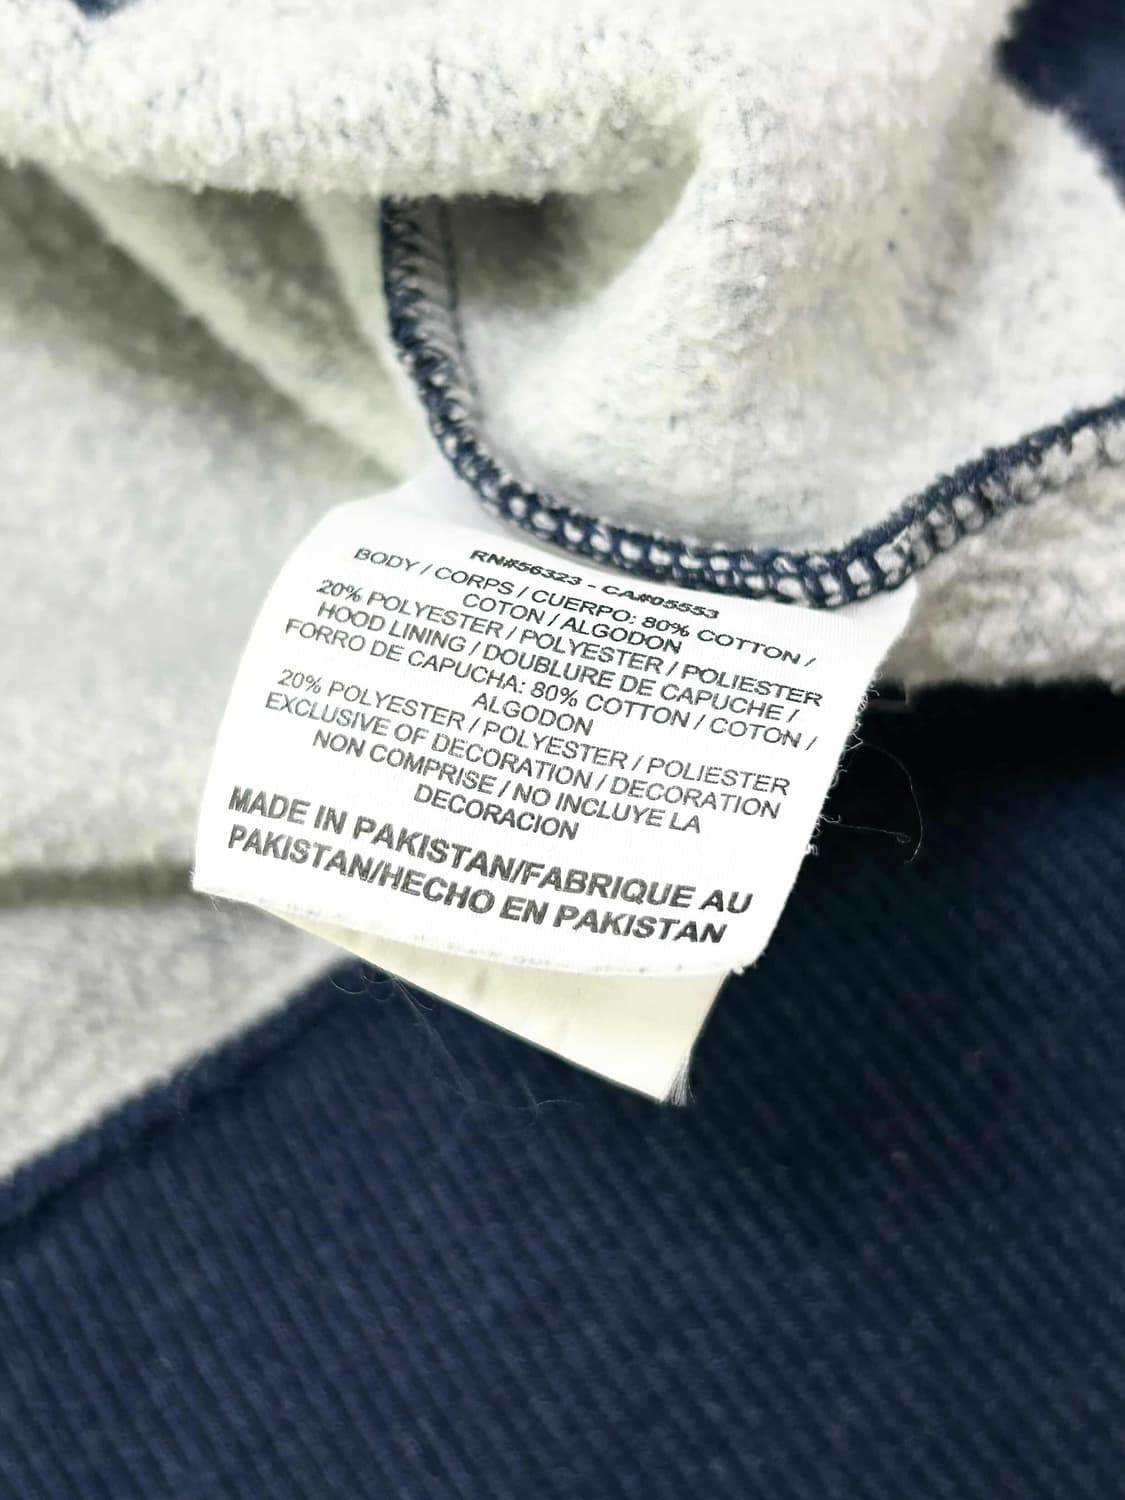 RN#56323 - CA#05553
BODY / CORPS / CUERPO: 80% COTTON /
COTON / ALGODON
20% POLYESTER / POLYESTER / POLIESTER
HOOD LINING / DOUBLURE DE CAPUCHE /
FORRO DE CAPUCHA: 80% COTTON / COTON /
ALGODON
20% POLYESTER / POLYESTER / POLIESTER
EXCLUSIVE OF DECORATION / DECORATION
NON COMPRISE / NO INCLUYE LA
DECORACION
MADE IN PAKISTAN/FABRIQUE AU
PAKISTAN/HECHO EN PAKISTAN